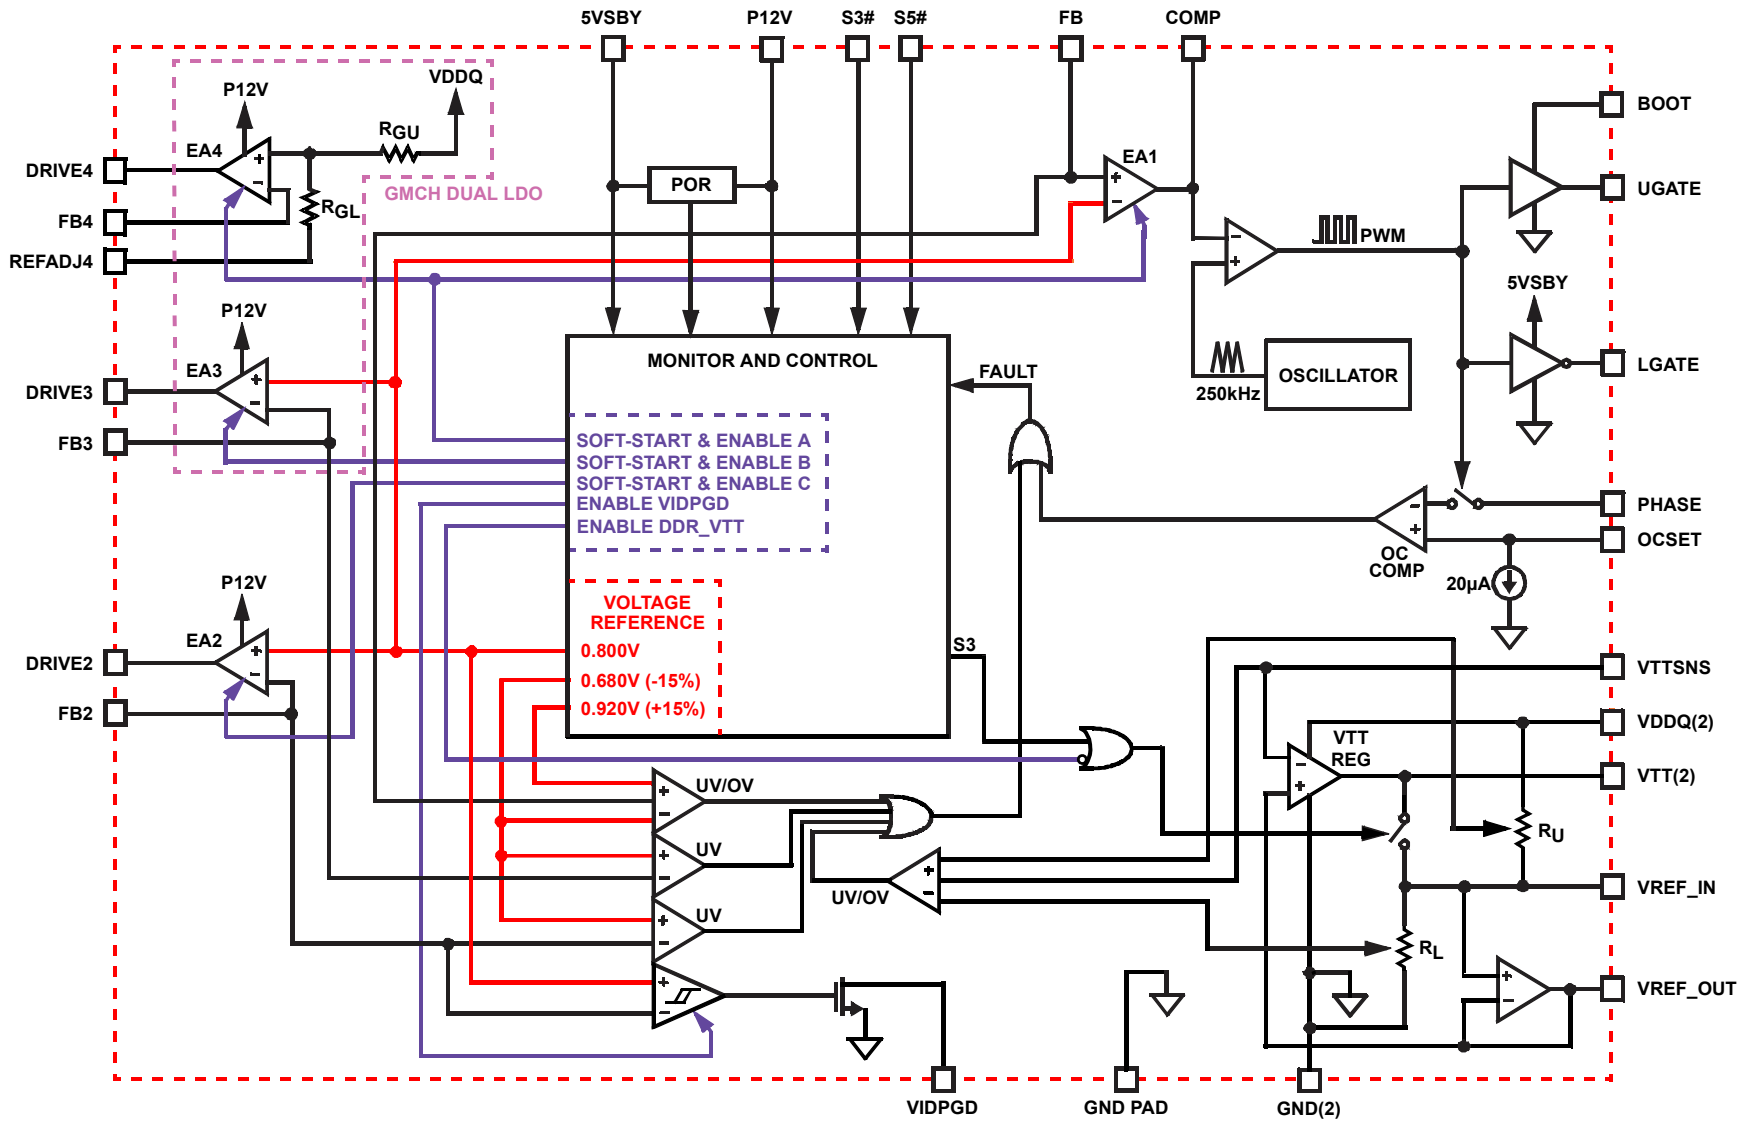 5VSBY
P12V
S3#
S5#
FB
COMP
P12V
VDDQ
RGU
EA4
+
-
DRIVE4
RGL
GMCH DUAL LDO
FB4
REFADJ4
POR
EA1
+
-
BOOT
UGATE
-
+
PWM
P12V
EA3
+
-
DRIVE3
FB3
MONITOR AND CONTROL
FAULT
250kHz
OSCILLATOR
5VSBY
LGATE
SOFT-START & ENABLE A
SOFT-START & ENABLE B
SOFT-START & ENABLE C
ENABLE VIDPGD
ENABLE DDR_VTT
-
+
OC
COMP
PHASE
OCSET
20µA
P12V
EA2
+
-
DRIVE2
FB2
VOLTAGE
REFERENCE
0.800V
0.680V (-15%)
0.920V (+15%)
S3
VTTSNS
VDDQ(2)
VTT
REG
-
+
VTT(2)
+
-
UV/OV
+
-
UV
+
-
UV
+
-
UV/OV
+
-
RU
VREF_IN
RL
+
-
VREF_OUT
VIDPGD
GND PAD
GND(2)